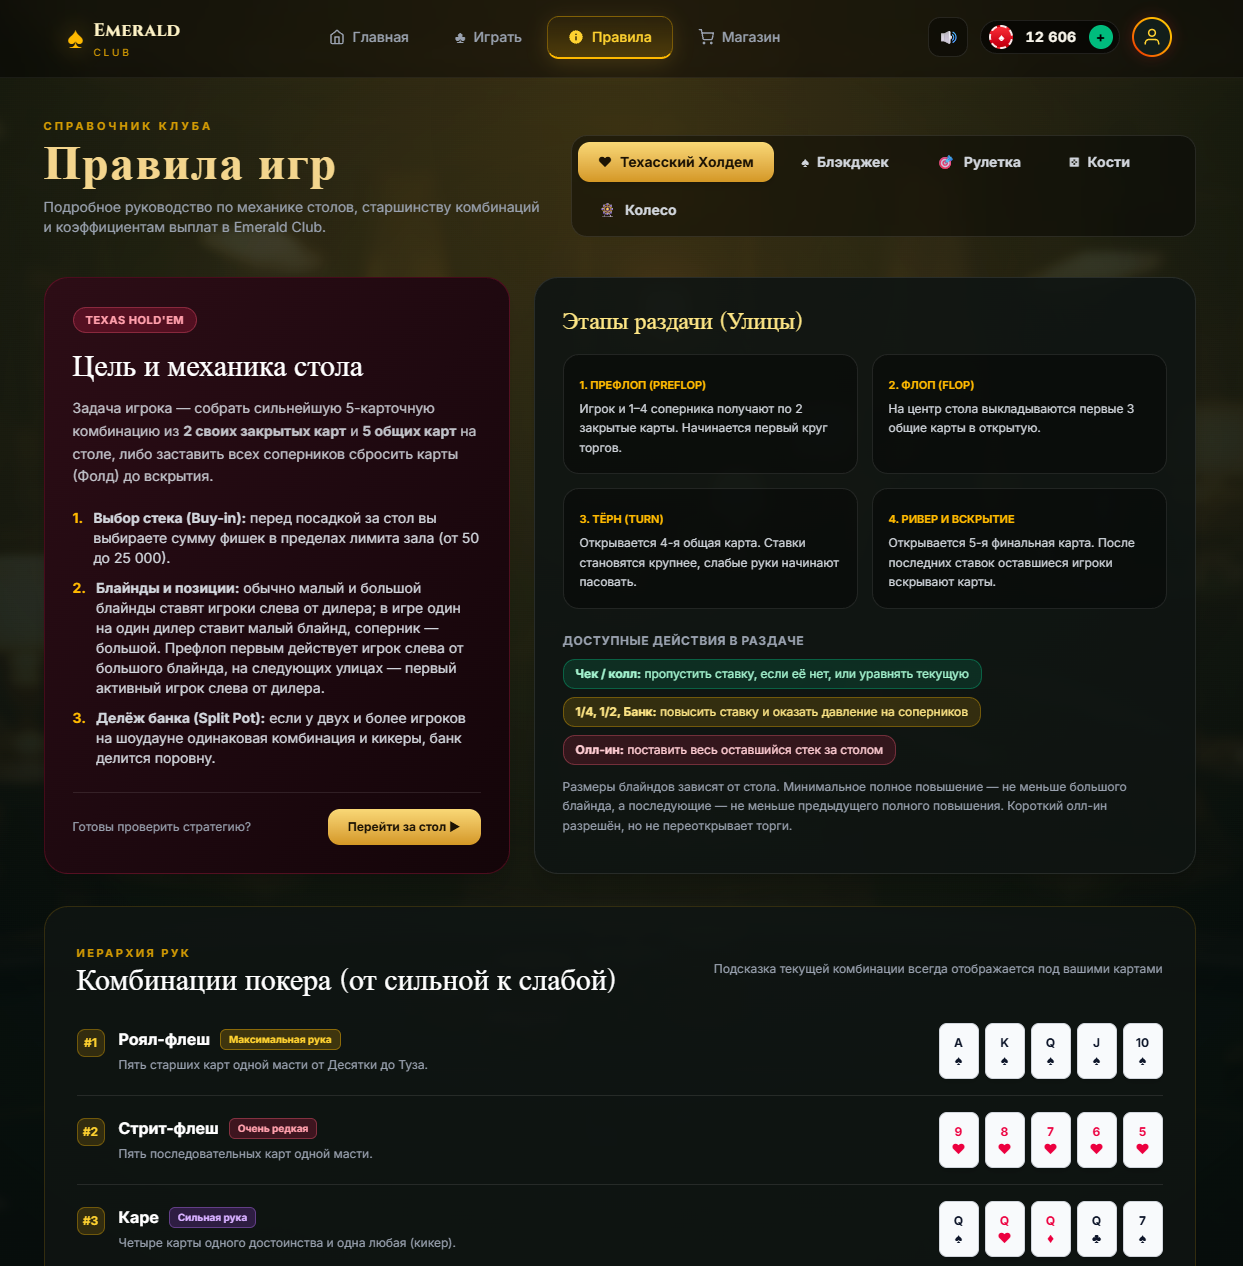 EMERALD
CLUB
Главная
Играть
Правила
Магазин
12 606
+
СПРАВОЧНИК КЛУБА
Правила игр
Подробное руководство по механике столов, старшинству комбинаций
и коэффициентам выплат в Emerald Club.
Техасский Холдем
Блэкджек
Рулетка
Кости
Колесо
TEXAS HOLD'EM
Цель и механика стола
Задача игрока — собрать сильнейшую 5-карточную
комбинацию из 2 своих закрытых карт и 5 общих карт на
столе, либо заставить всех соперников сбросить карты
(Фолд) до вскрытия.
1. Выбор стека (Buy-in): перед посадкой за стол вы
выбираете сумму фишек в пределах лимита зала (от 50
до 25 000).
2. Блайнды и позиции: обычно малый и большой
блайнды ставят игроки слева от дилера; в игре один
на один дилер ставит малый блайнд, соперник —
большой. Префлоп первым действует игрок слева от
большого блайнда, на следующих улицах — первый
активный игрок слева от дилера.
3. Делёж банка (Split Pot): если у двух и более игроков
на шоудауне одинаковая комбинация и кикеры, банк
делится поровну.
Готовы проверить стратегию?
Перейти за стол ▶
Этапы раздачи (Улицы)
1. ПРЕФЛОП (PREFLOP)
Игрок и 1–4 соперника получают по 2
закрытые карты. Начинается первый круг
торгов.
2. ФЛОП (FLOP)
На центр стола выкладываются первые 3
общие карты в открытую.
3. ТЁРН (TURN)
Открывается 4-я общая карта. Ставки
становятся крупнее, слабые руки начинают
пасовать.
4. РИВЕР И ВСКРЫТИЕ
Открывается 5-я финальная карта. После
последних ставок оставшиеся игроки
вскрывают карты.
ДОСТУПНЫЕ ДЕЙСТВИЯ В РАЗДАЧЕ
Чек / колл: пропустить ставку, если её нет, или уравнять текущую
1/4, 1/2, Банк: повысить ставку и оказать давление на соперников
Олл-ин: поставить весь оставшийся стек за столом
Размеры блайндов зависят от стола. Минимальное полное повышение — не меньше большого
блайнда, а последующие — не меньше предыдущего полного повышения. Короткий олл-ин
разрешён, но не переоткрывает торги.
ИЕРАРХИЯ РУК
Комбинации покера (от сильной к слабой)
Подсказка текущей комбинации всегда отображается под вашими картами
#1 Роял-флеш Максимальная рука
Пять старших карт одной масти от Десятки до Туза.
A K Q J 10
♠ ♠ ♠ ♠ ♠
#2 Стрит-флеш Очень редкая
Пять последовательных карт одной масти.
9 8 7 6 5
♥ ♥ ♥ ♥ ♥
#3 Каре Сильная рука
Четыре карты одного достоинства и одна любая (кикер).
Q Q Q Q 7
♠ ♥ ♦ ♣ ♠